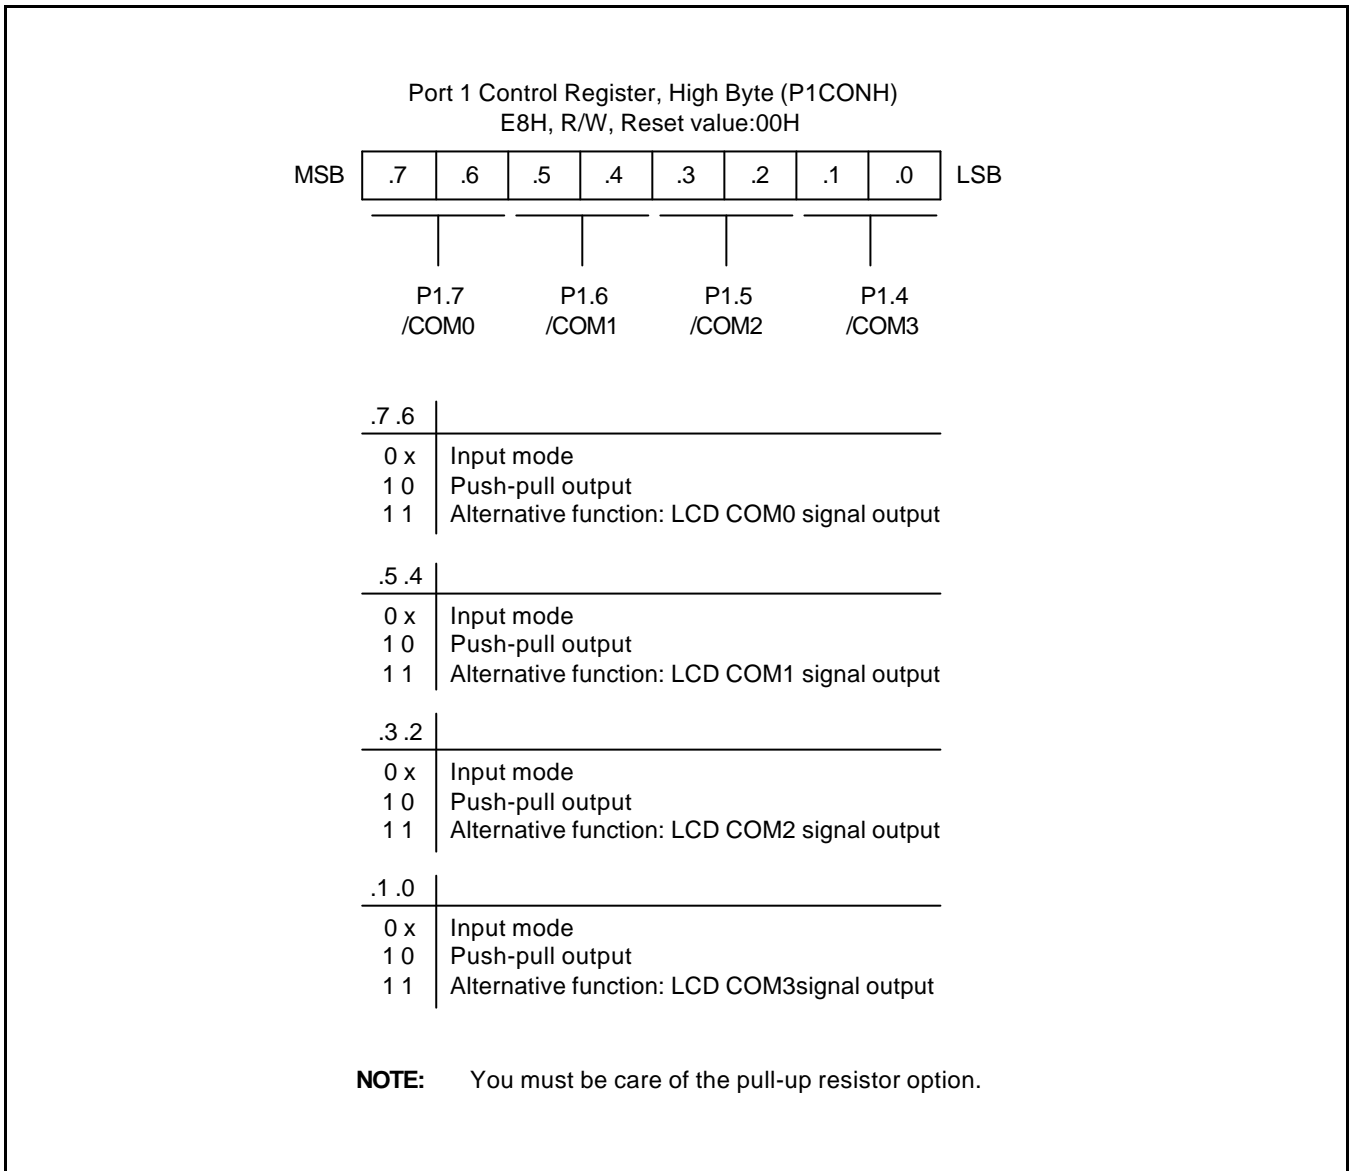 Port 1 Control Register, High Byte (P1CONH)
E8H, R/W, Reset value:00H
MSB .7 .6 .5 .4 .3 .2 .1 .0 LSB
P1.7 P1.6 P1.5 P1.4
/COM0 /COM1 /COM2 /COM3
.7 .6
0 x Input mode
1 0 Push-pull output
1 1 Alternative function: LCD COM0 signal output
.5 .4
0 x Input mode
1 0 Push-pull output
1 1 Alternative function: LCD COM1 signal output
.3 .2
0 x Input mode
1 0 Push-pull output
1 1 Alternative function: LCD COM2 signal output
.1 .0
0 x Input mode
1 0 Push-pull output
1 1 Alternative function: LCD COM3signal output
NOTE: You must be care of the pull-up resistor option.